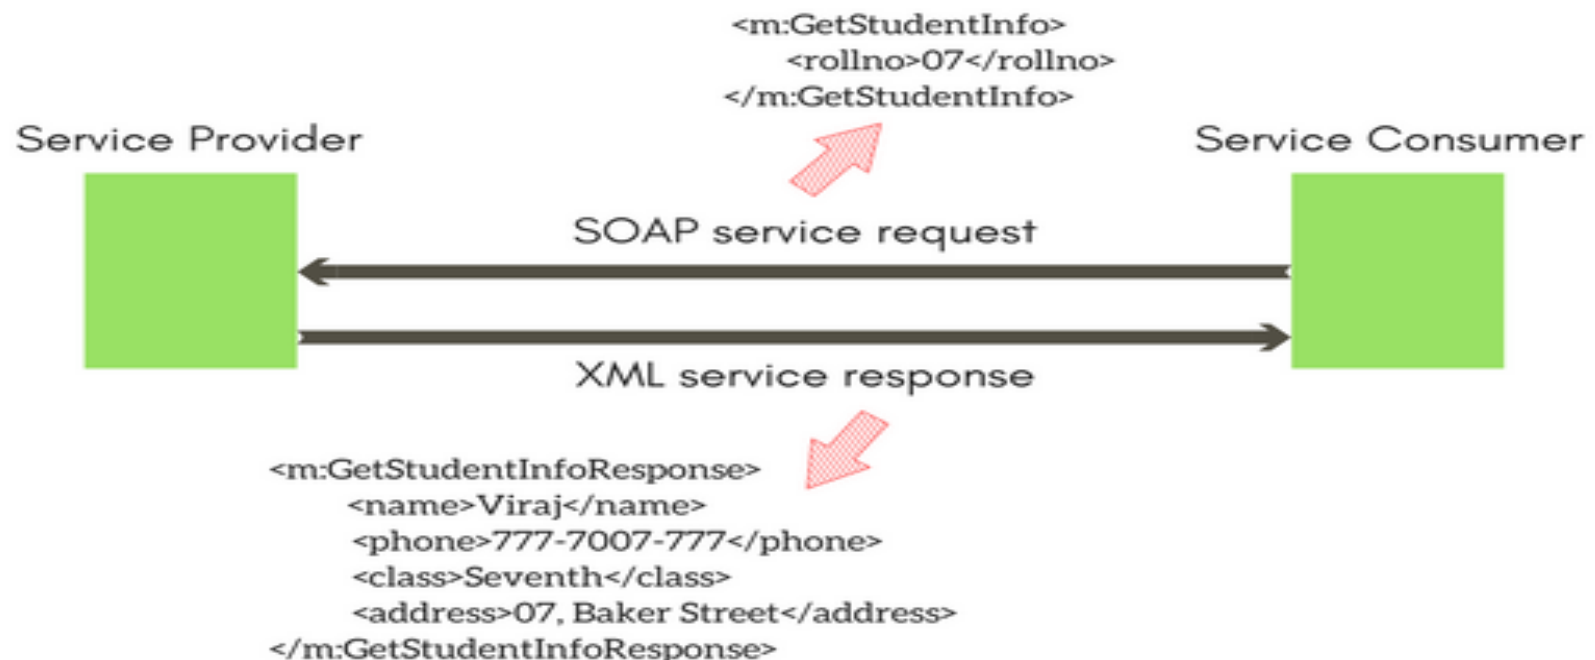 <m:GetStudentInfo>
<rollno>07</rollno>
</m:GetStudentInfo>
Service Provider
Service Consumer
SOAP service request
XML service response
<m:GetStudentInfoResponse>
<name>Viraj</name>
<phone>777-7007-777</phone>
<class>Seventh</class>
<address>07, Baker Street</address>
</m:GetStudentInfoResponse>